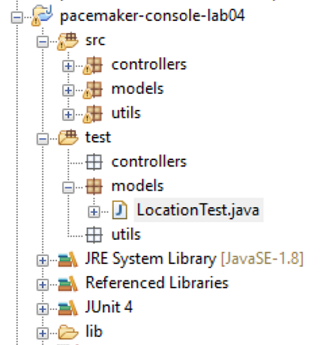 pacemaker-console-lab04
src
controllers
models
utils
test
controllers
models
LocationTest.java
utils
JRE System Library [JavaSE-1.8]
Referenced Libraries
JUnit 4
lib